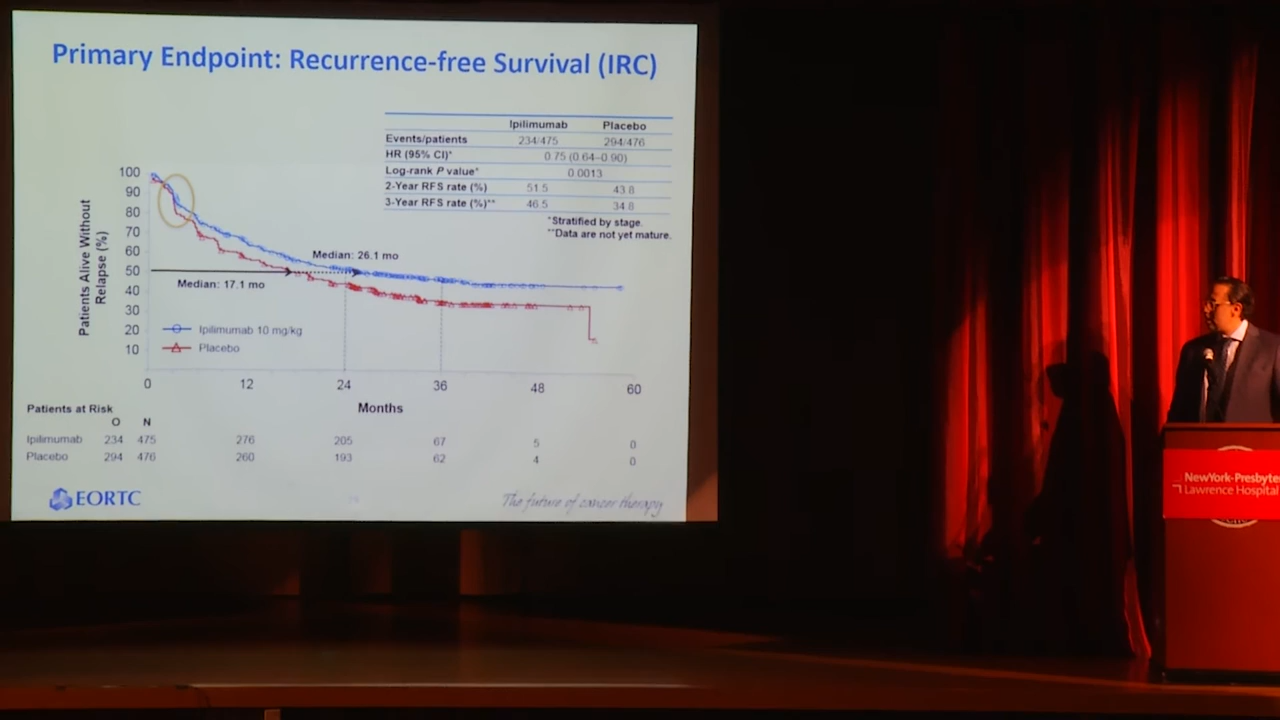 Primary Endpoint: Recurrence-free Survival (IRC)
Ipilimumab Placebo
Events/patients 234/475 294/476
HR (95% CI)* 0.75 (0.64–0.90)
Log-rank P value* 0.0013
2-Year RFS rate (%) 51.5 43.8
3-Year RFS rate (%)** 46.5 34.8
*Stratified by stage.
**Data are not yet mature.
Patients Alive Without
Relapse (%)
100
90
80
70
60
50
40
30
20
10
Median: 26.1 mo
Median: 17.1 mo
Ipilimumab 10 mg/kg
Placebo
0 12 24 36 48 60
Months
Patients at Risk
O N
Ipilimumab 234 475 276 205 67 5 0
Placebo 294 476 260 193 62 4 0
EORTC
The future of cancer therapy
NewYork-Presbyte
Lawrence Hospital